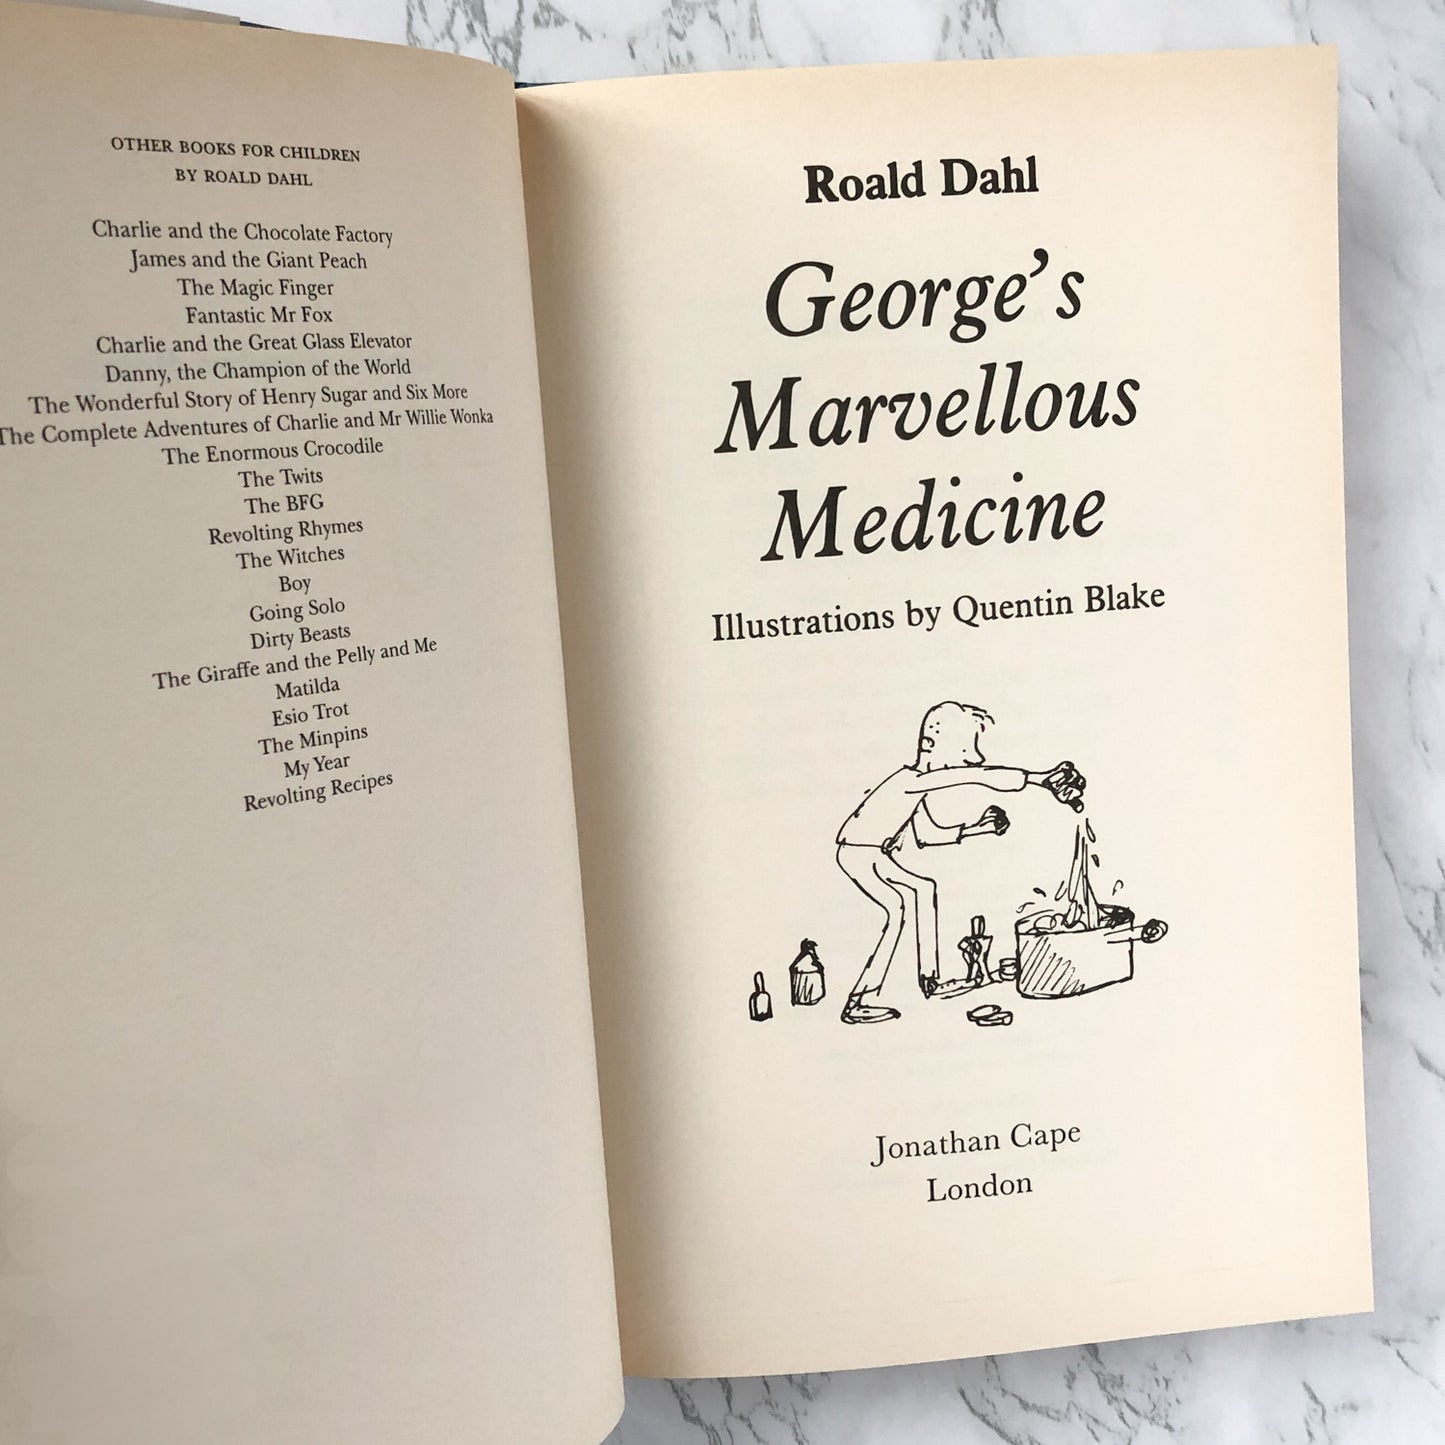 OTHER BOOKS FOR CHILDREN
BY ROALD DAHL
Charlie and the Chocolate Factory
James and the Giant Peach
The Magic Finger
Fantastic Mr Fox
Charlie and the Great Glass Elevator
Danny, the Champion of the World
The Wonderful Story of Henry Sugar and Six More
The Complete Adventures of Charlie and Mr Willie Wonka
The Enormous Crocodile
The Twits
The BFG
Revolting Rhymes
The Witches
Boy
Going Solo
Dirty Beasts
The Giraffe and the Pelly and Me
Matilda
Esio Trot
The Minpins
My Year
Revolting Recipes
Roald Dahl
George's
Marvellous
Medicine
Illustrations by Quentin Blake
Jonathan Cape
London